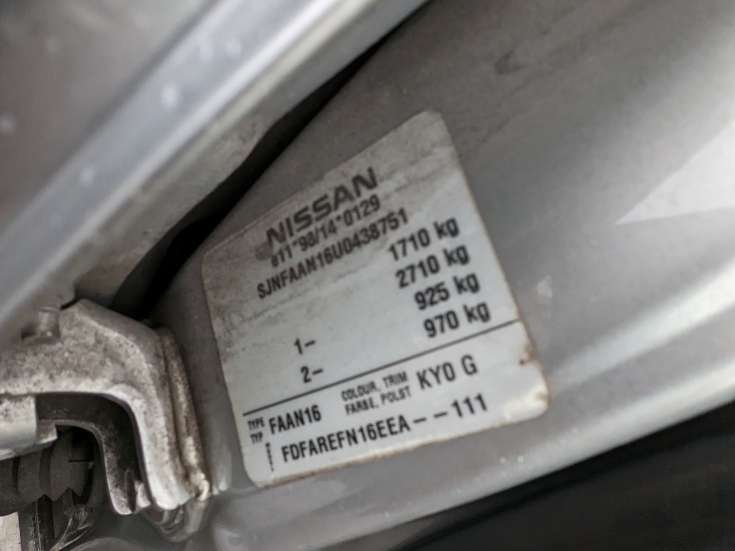 NISSAN
e11*98/14*0129
SJNFAAN16U0438751
1710 kg
2710 kg
1- 925 kg
2- 970 kg
TYPE TYP FAAN16 COLOUR, TRIM FARBE, POLST KY0 G
FDFAREFN16EEA--111